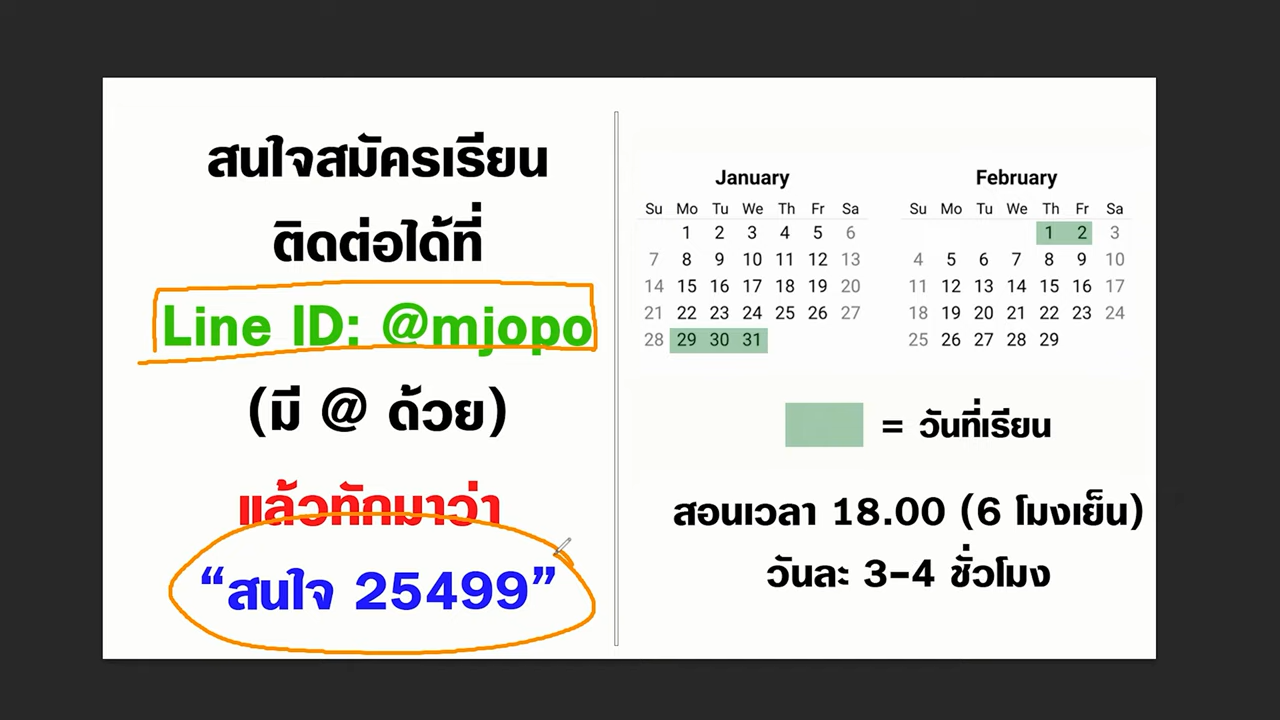 สนใจสมัครเรียน
ติดต่อได้ที่
Line ID: @mjopo
(มี @ ด้วย)
แล้วทักมาว่า
“สนใจ 25499”
January
Su Mo Tu We Th Fr Sa
1 2 3 4 5 6
7 8 9 10 11 12 13
14 15 16 17 18 19 20
21 22 23 24 25 26 27
28 29 30 31
February
Su Mo Tu We Th Fr Sa
1 2 3
4 5 6 7 8 9 10
11 12 13 14 15 16 17
18 19 20 21 22 23 24
25 26 27 28 29
= วันที่เรียน
สอนเวลา 18.00 (6 โมงเย็น)
วันละ 3-4 ชั่วโมง